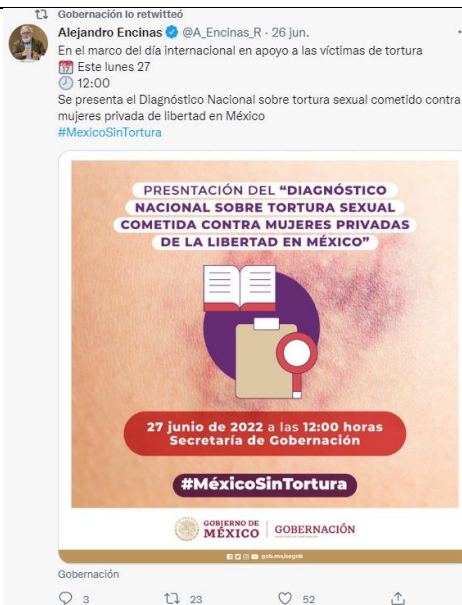 Gobernación lo retwitteó
Alejandro Encinas @A_Encinas_R · 26 jun.
En el marco del día internacional en apoyo a las víctimas de tortura
Este lunes 27
12:00
Se presenta el Diagnóstico Nacional sobre tortura sexual cometido contra
mujeres privada de libertad en México
#MexicoSinTortura
PRESNTACIÓN DEL "DIAGNÓSTICO
NACIONAL SOBRE TORTURA SEXUAL
COMETIDA CONTRA MUJERES PRIVADAS
DE LA LIBERTAD EN MÉXICO"
27 junio de 2022 a las 12:00 horas
Secretaría de Gobernación
#MéxicoSinTortura
GOBIERNO DE
MÉXICO
GOBERNACIÓN
gob.mx/segob
Gobernación
3 23 52